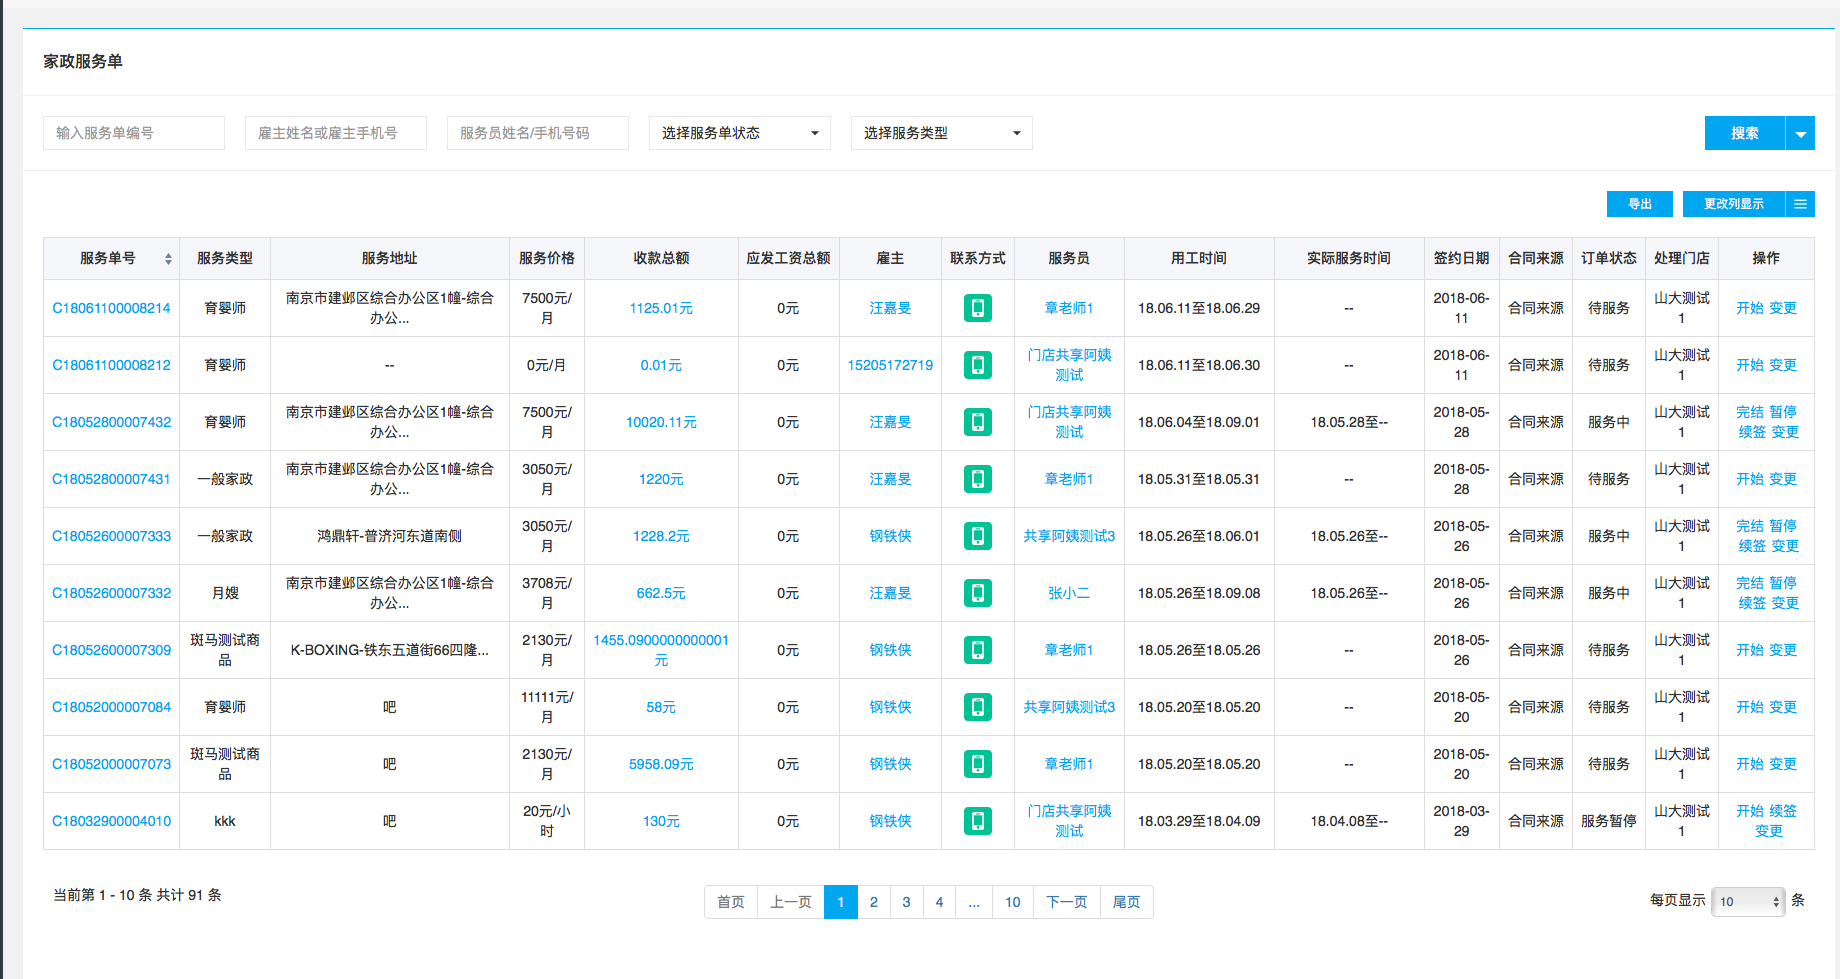 家政服务单
输入服务单编号 雇主姓名或雇主手机号 服务员姓名/手机号码 选择服务单状态 选择服务类型 搜索
导出 更改列显示
服务单号 服务类型 服务地址 服务价格 收款总额 应发工资总额 雇主 联系方式 服务员 用工时间 实际服务时间 签约日期 合同来源 订单状态 处理门店 操作
C18061100008214 育婴师 南京市建邺区综合办公区1幢-综合办公... 7500元/月 1125.01元 0元 汪嘉旻 章老师1 18.06.11至18.06.29 -- 2018-06-11 合同来源 待服务 山大测试1 开始 变更
C18061100008212 育婴师 -- 0元/月 0.01元 0元 15205172719 门店共享阿姨测试 18.06.11至18.06.30 -- 2018-06-11 合同来源 待服务 山大测试1 开始 变更
C18052800007432 育婴师 南京市建邺区综合办公区1幢-综合办公... 7500元/月 10020.11元 0元 汪嘉旻 门店共享阿姨测试 18.06.04至18.09.01 18.05.28至-- 2018-05-28 合同来源 服务中 山大测试1 完结 暂停 续签 变更
C18052800007431 一般家政 南京市建邺区综合办公区1幢-综合办公... 3050元/月 1220元 0元 汪嘉旻 章老师1 18.05.31至18.05.31 -- 2018-05-28 合同来源 待服务 山大测试1 开始 变更
C18052600007333 一般家政 鸿鼎轩-普济河东道南侧 3050元/月 1228.2元 0元 钢铁侠 共享阿姨测试3 18.05.26至18.06.01 18.05.26至-- 2018-05-26 合同来源 服务中 山大测试1 完结 暂停 续签 变更
C18052600007332 月嫂 南京市建邺区综合办公区1幢-综合办公... 3708元/月 662.5元 0元 汪嘉旻 张小二 18.05.26至18.09.08 18.05.26至-- 2018-05-26 合同来源 服务中 山大测试1 完结 暂停 续签 变更
C18052600007309 斑马测试商品 K-BOXING-铁东五道街66四隆... 2130元/月 1455.0900000000001元 0元 钢铁侠 章老师1 18.05.26至18.05.26 -- 2018-05-26 合同来源 待服务 山大测试1 开始 变更
C18052000007084 育婴师 吧 11111元/月 58元 0元 钢铁侠 共享阿姨测试3 18.05.20至18.05.20 -- 2018-05-20 合同来源 待服务 山大测试1 开始 变更
C18052000007073 斑马测试商品 吧 2130元/月 5958.09元 0元 钢铁侠 章老师1 18.05.20至18.05.20 -- 2018-05-20 合同来源 待服务 山大测试1 开始 变更
C18032900004010 kkk 吧 20元/小时 130元 0元 钢铁侠 门店共享阿姨测试 18.03.29至18.04.09 18.04.08至-- 2018-03-29 合同来源 服务暂停 山大测试1 开始 续签 变更
当前第 1 - 10 条 共计 91 条 首页 上一页 1 2 3 4 ... 10 下一页 尾页 每页显示 10 条